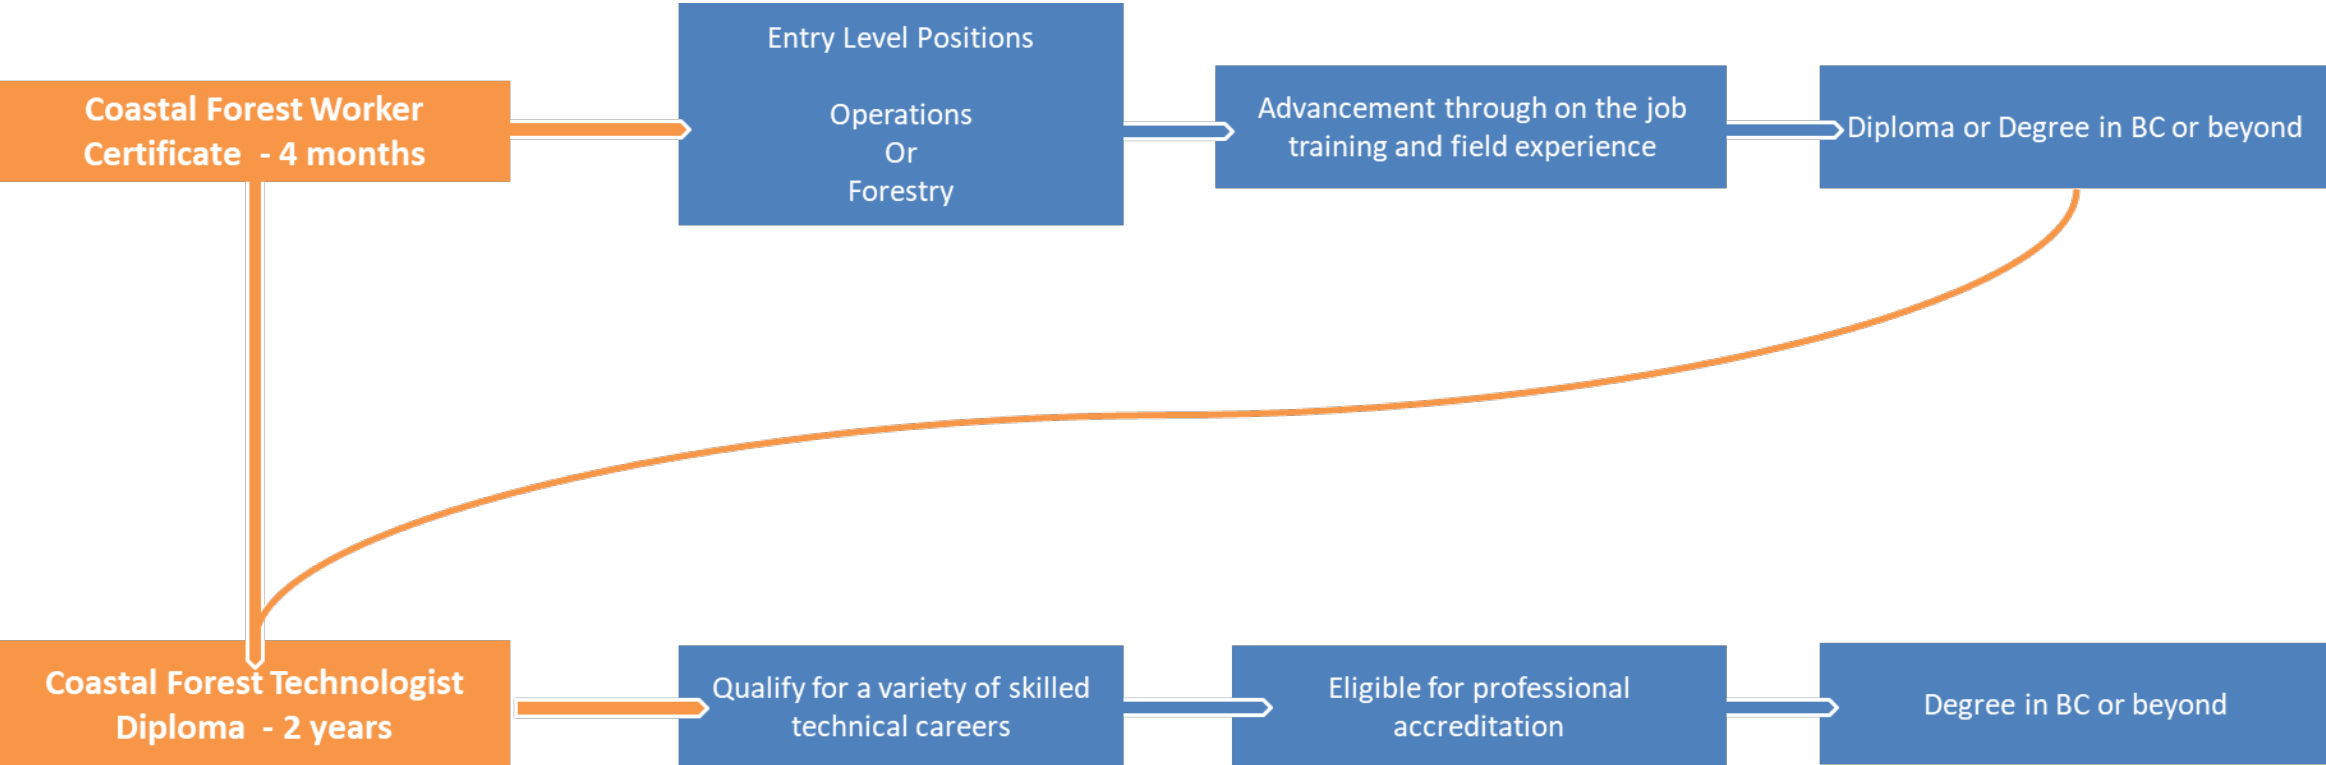 Coastal Forest Worker
Certificate - 4 months
Entry Level Positions
Operations
Or
Forestry
Advancement through on the job
training and field experience
Diploma or Degree in BC or beyond
Coastal Forest Technologist
Diploma - 2 years
Qualify for a variety of skilled
technical careers
Eligible for professional
accreditation
Degree in BC or beyond